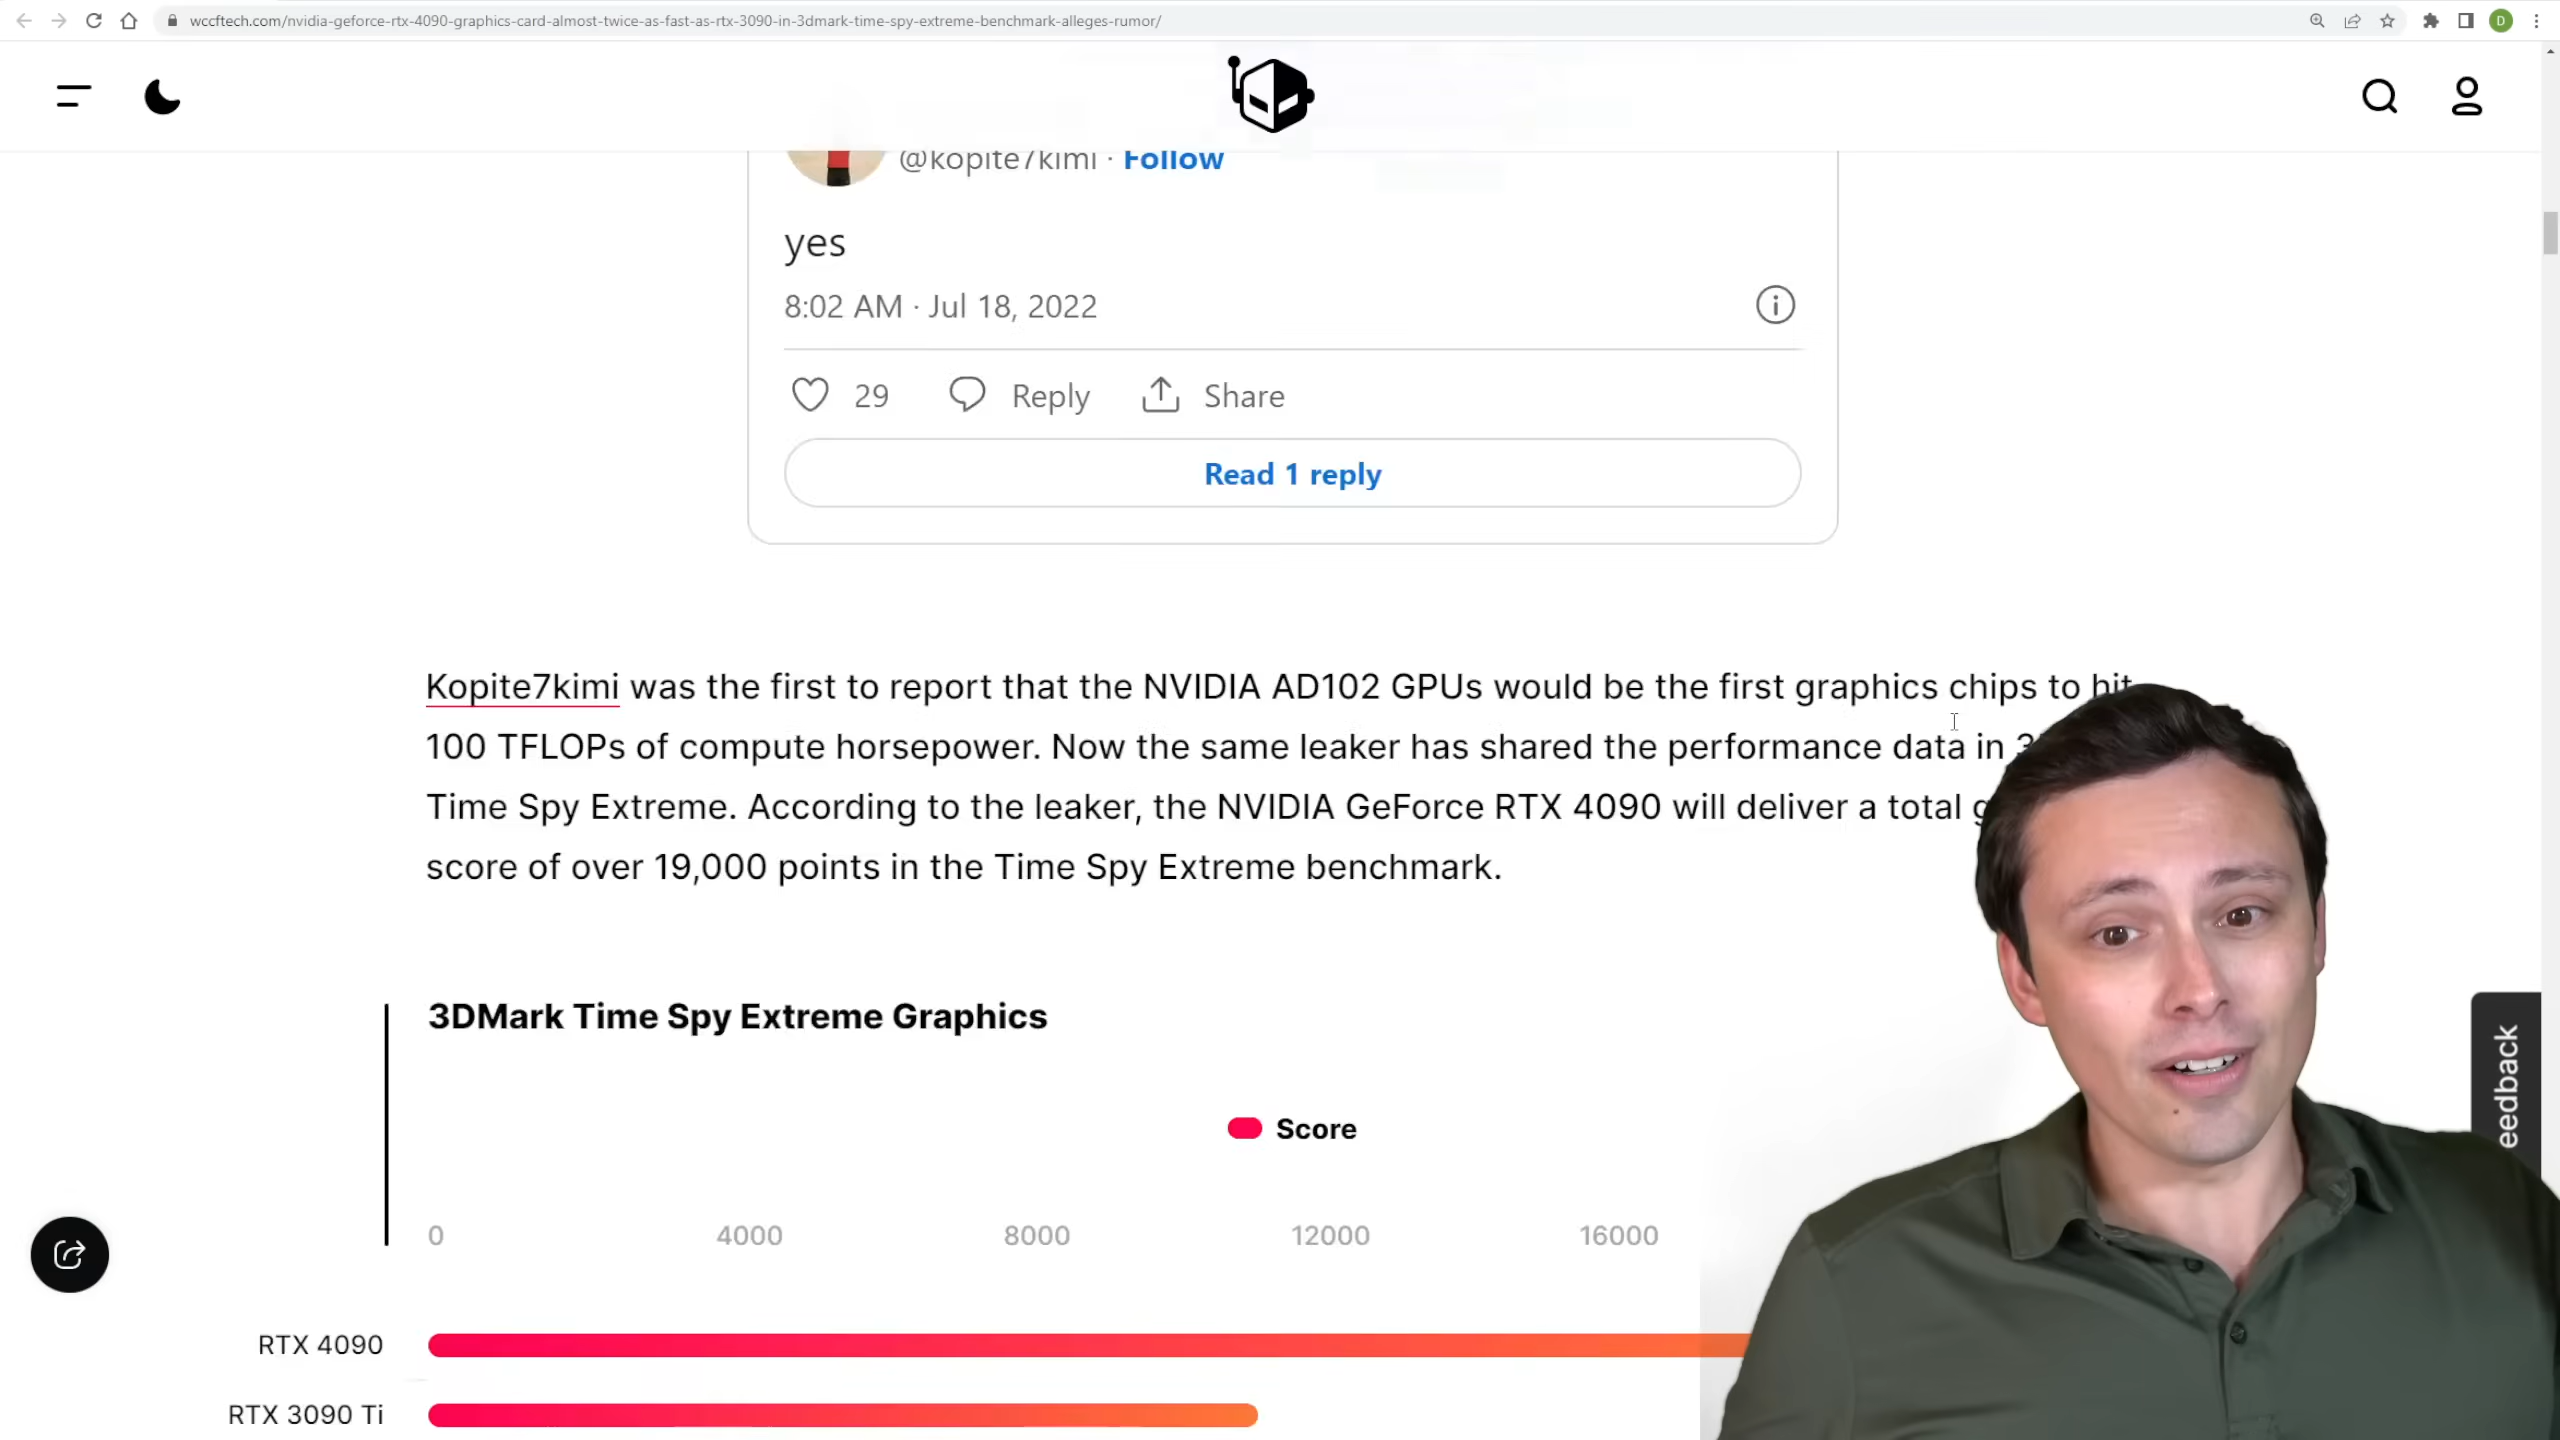 wccftech.com/nvidia-geforce-rtx-4090-graphics-card-almost-twice-as-fast-as-rtx-3090-in-3dmark-time-spy-extreme-benchmark-alleges-rumor/
D
@kopite7kimi · Follow
yes
8:02 AM · Jul 18, 2022
29 Reply Share
Read 1 reply
Kopite7kimi was the first to report that the NVIDIA AD102 GPUs would be the first graphics chips to hit
100 TFLOPs of compute horsepower. Now the same leaker has shared the performance data in
Time Spy Extreme. According to the leaker, the NVIDIA GeForce RTX 4090 will deliver a total
score of over 19,000 points in the Time Spy Extreme benchmark.
3DMark Time Spy Extreme Graphics
Score
0 4000 8000 12000 16000
RTX 4090
RTX 3090 Ti
eedback